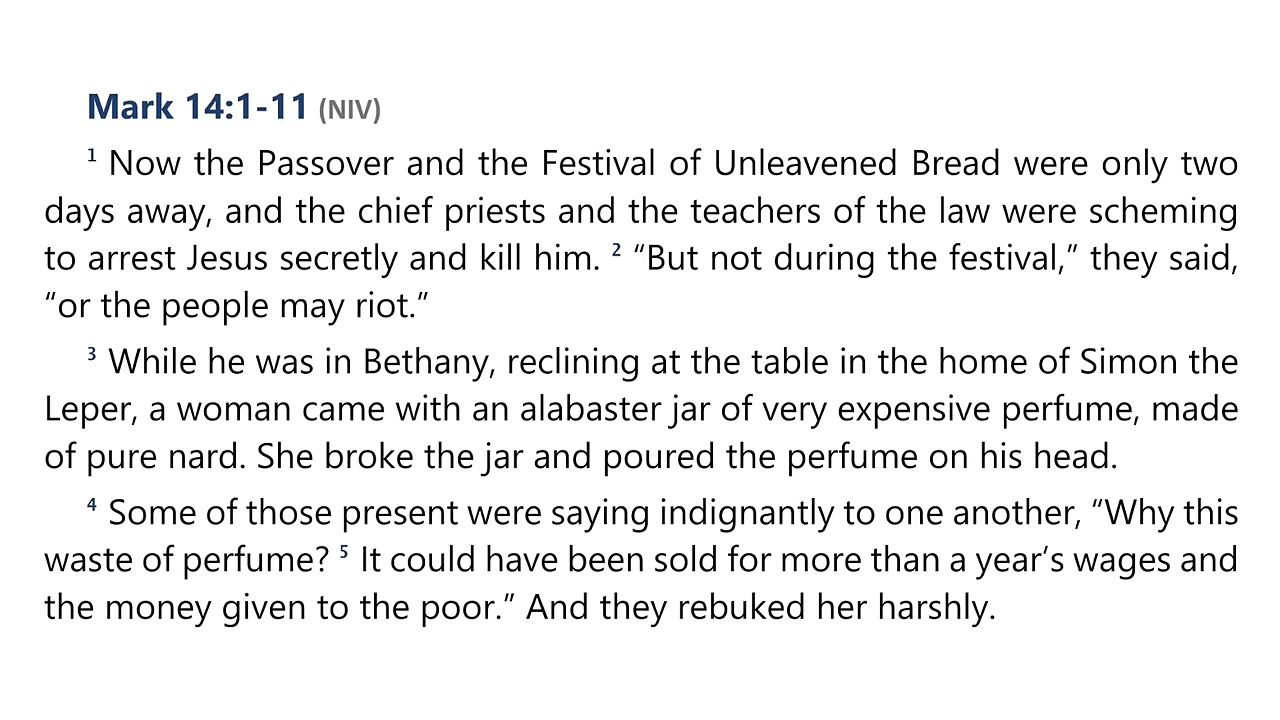 Mark 14:1-11 (NIV)
¹ Now the Passover and the Festival of Unleavened Bread were only two
days away, and the chief priests and the teachers of the law were scheming
to arrest Jesus secretly and kill him. ² “But not during the festival,” they said,
“or the people may riot.”
³ While he was in Bethany, reclining at the table in the home of Simon the
Leper, a woman came with an alabaster jar of very expensive perfume, made
of pure nard. She broke the jar and poured the perfume on his head.
⁴ Some of those present were saying indignantly to one another, “Why this
waste of perfume? ⁵ It could have been sold for more than a year’s wages and
the money given to the poor.” And they rebuked her harshly.